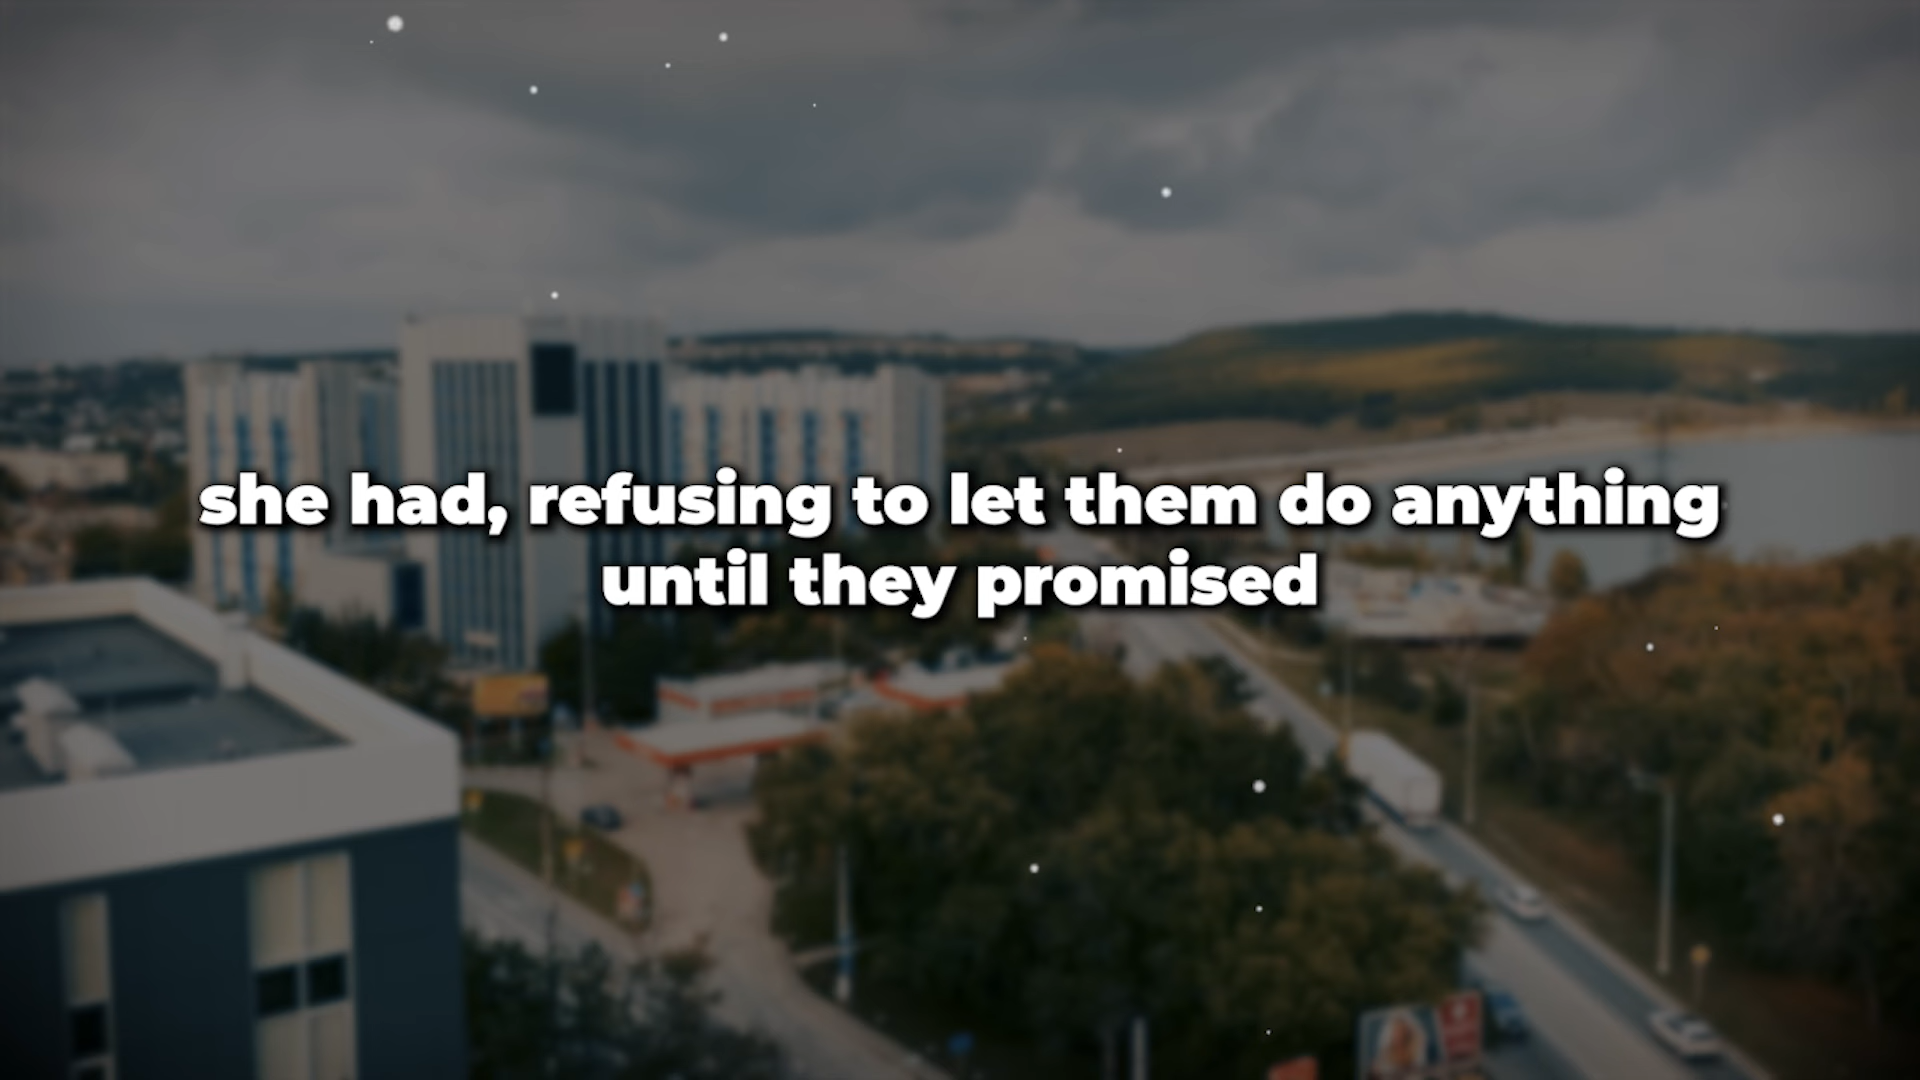 she had, refusing to let them do anything
until they promised